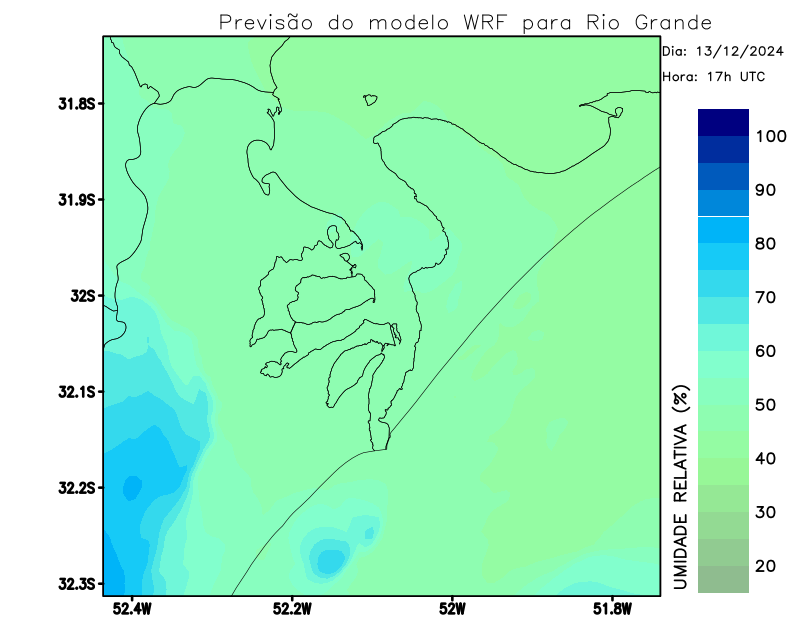 Previsão do modelo WRF para Rio Grande
Dia: 13/12/2024
Hora: 17h UTC
31.8S
31.9S
32S
32.1S
32.2S
32.3S
52.4W
52.2W
52W
51.8W
100
90
80
70
60
50
40
30
20
UMIDADE RELATIVA (%)